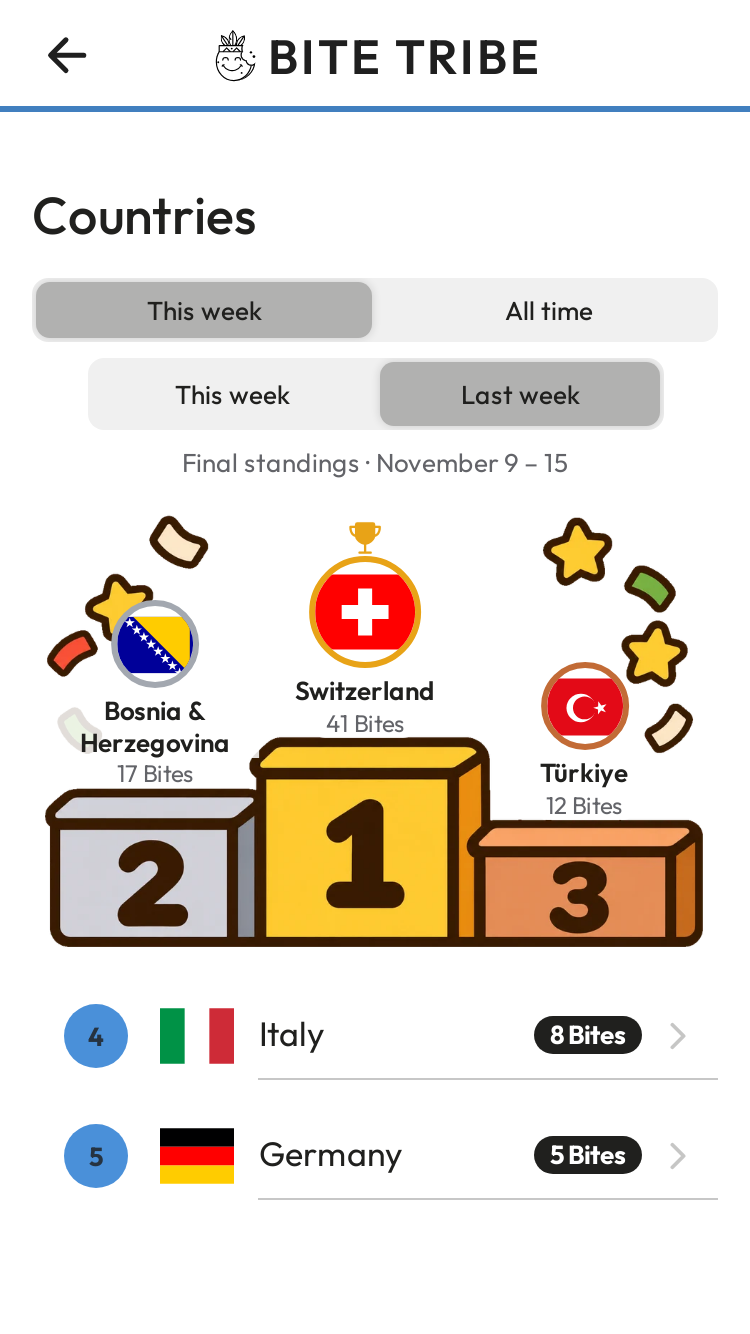 BITE TRIBE
Countries
This week
All time
This week
Last week
Final standings · November 9 – 15
Switzerland
41 Bites
Bosnia &
Herzegovina
17 Bites
Türkiye
12 Bites
2
1
3
4
Italy
8 Bites
5
Germany
5 Bites